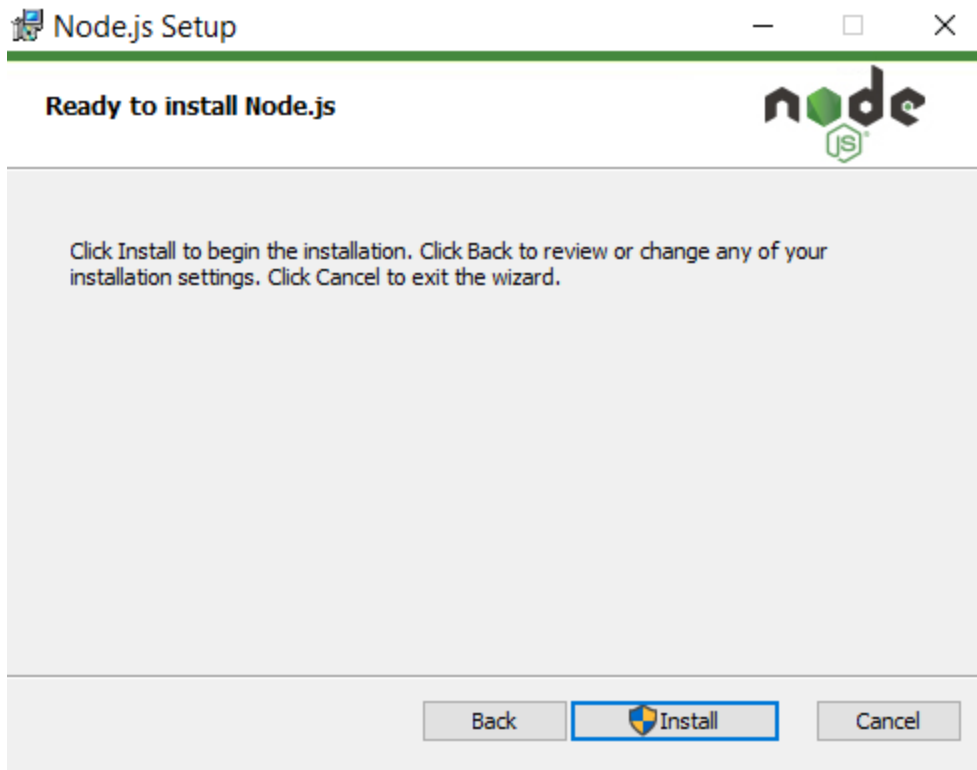 Node.js Setup
Ready to install Node.js
node
JS
Click Install to begin the installation. Click Back to review or change any of your
installation settings. Click Cancel to exit the wizard.
Back
Install
Cancel